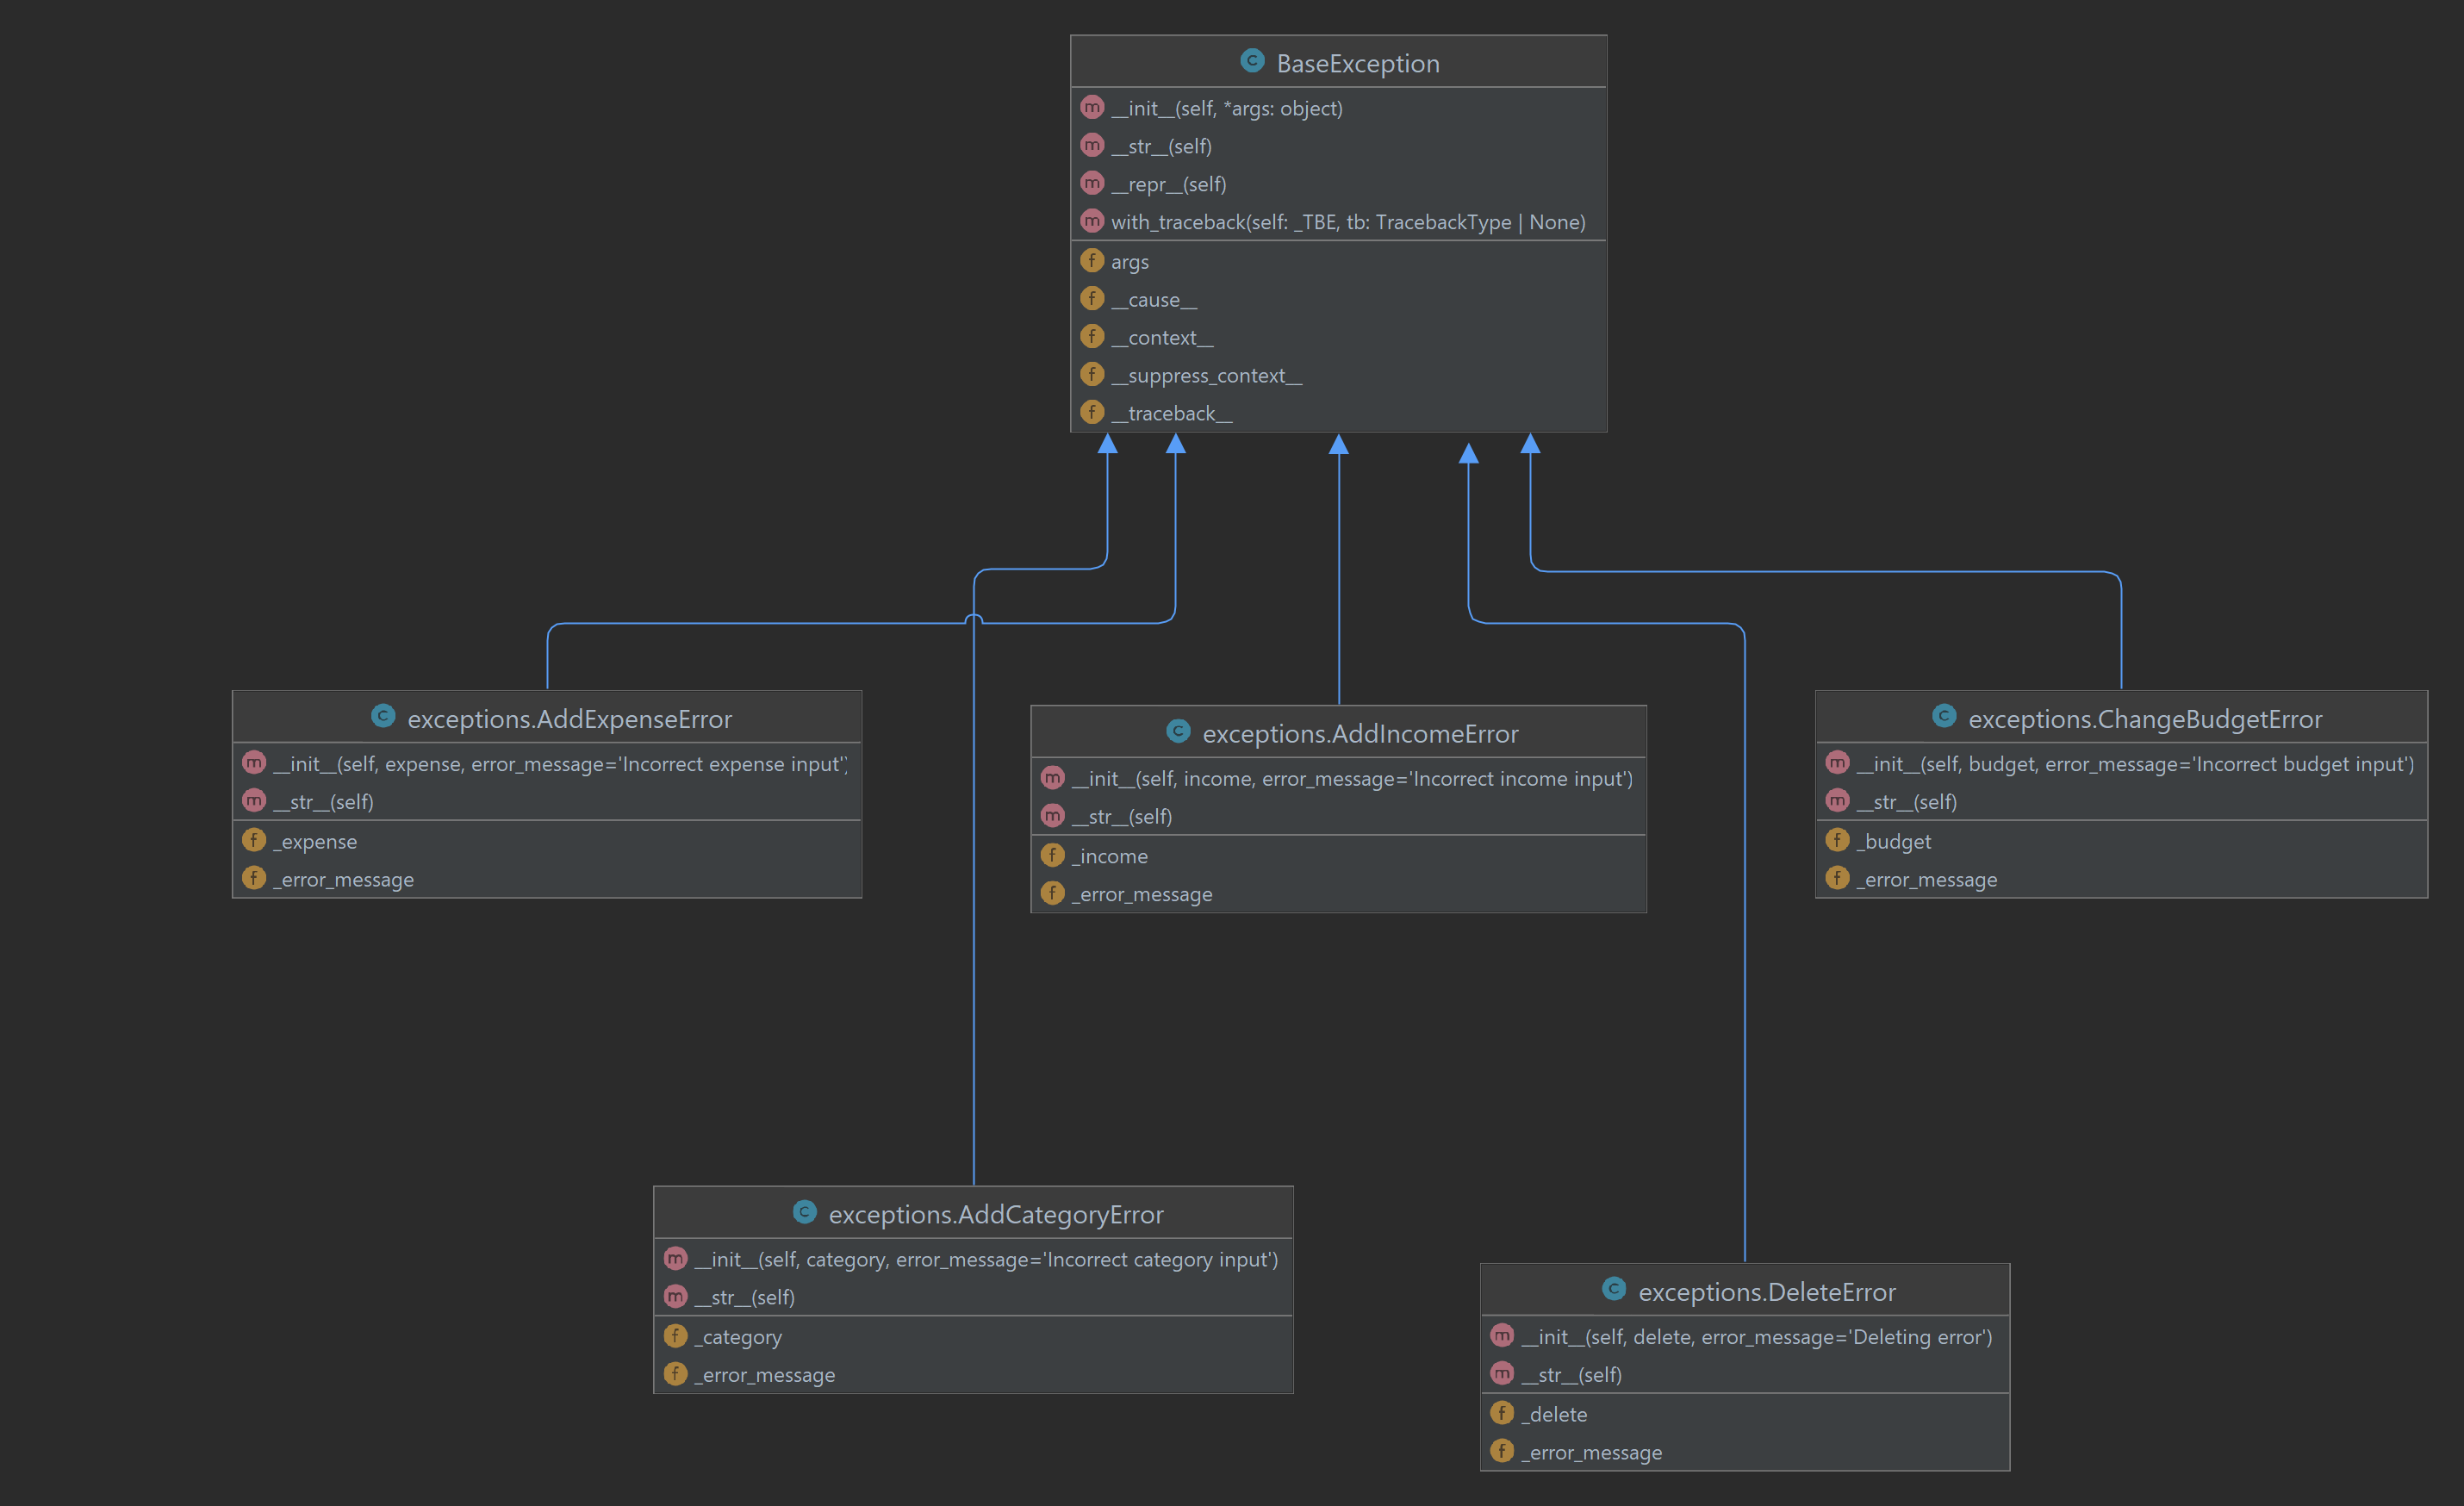 BaseException
__init__(self, *args: object)
__str__(self)
__repr__(self)
with_traceback(self: _TBE, tb: TracebackType | None)
args
__cause__
__context__
__suppress_context__
__traceback__
exceptions.AddExpenseError
__init__(self, expense, error_message='Incorrect expense input')
__str__(self)
_expense
_error_message
exceptions.AddIncomeError
__init__(self, income, error_message='Incorrect income input')
__str__(self)
_income
_error_message
exceptions.ChangeBudgetError
__init__(self, budget, error_message='Incorrect budget input')
__str__(self)
_budget
_error_message
exceptions.AddCategoryError
__init__(self, category, error_message='Incorrect category input')
__str__(self)
_category
_error_message
exceptions.DeleteError
__init__(self, delete, error_message='Deleting error')
__str__(self)
_delete
_error_message